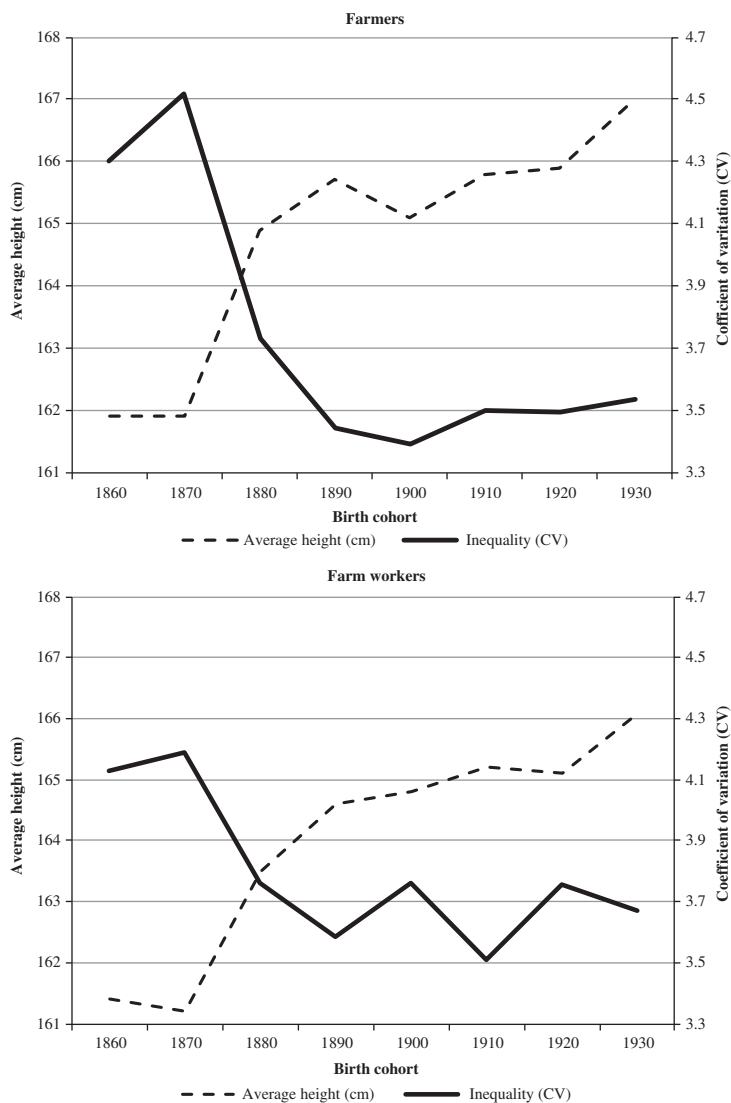 Farmers
168
167
166
165
164
163
162
161
4.7
4.5
4.3
4.1
3.9
3.7
3.5
3.3
Average height (cm)
Cofficient of varitation (CV)
1860 1870 1880 1890 1900 1910 1920 1930
Birth cohort
Average height (cm) Inequality (CV)
Farm workers
168
167
166
165
164
163
162
161
4.7
4.5
4.3
4.1
3.9
3.7
3.5
3.3
Average height (cm)
Coefficient of variation (CV)
1860 1870 1880 1890 1900 1910 1920 1930
Birth cohort
Average height (cm) Inequality (CV)